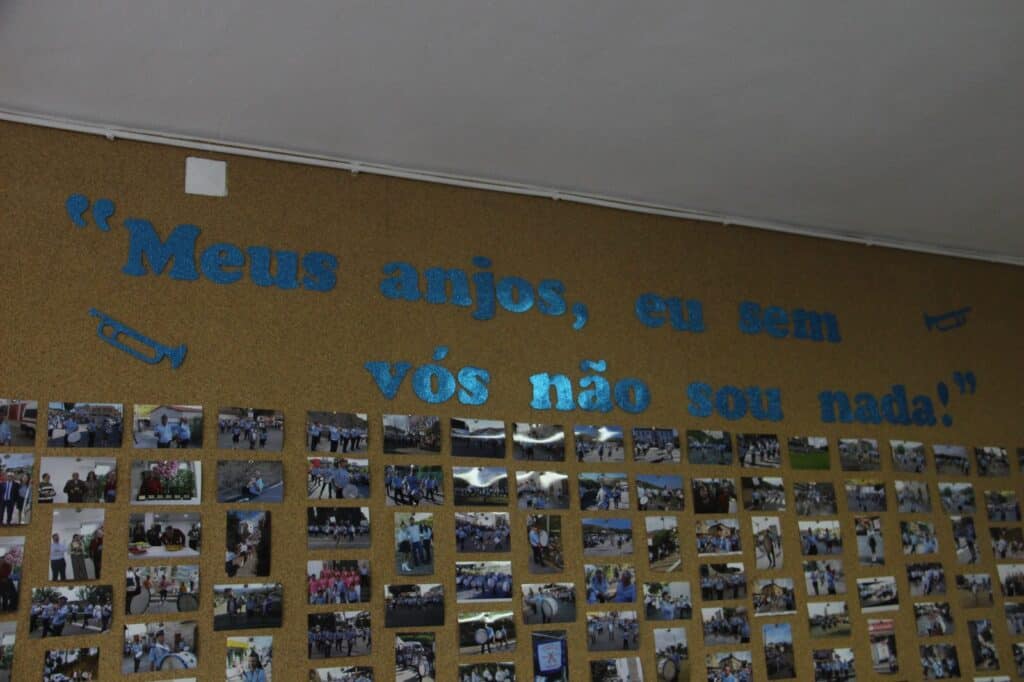 “Meus anjos, eu sem
vós não sou nada!”